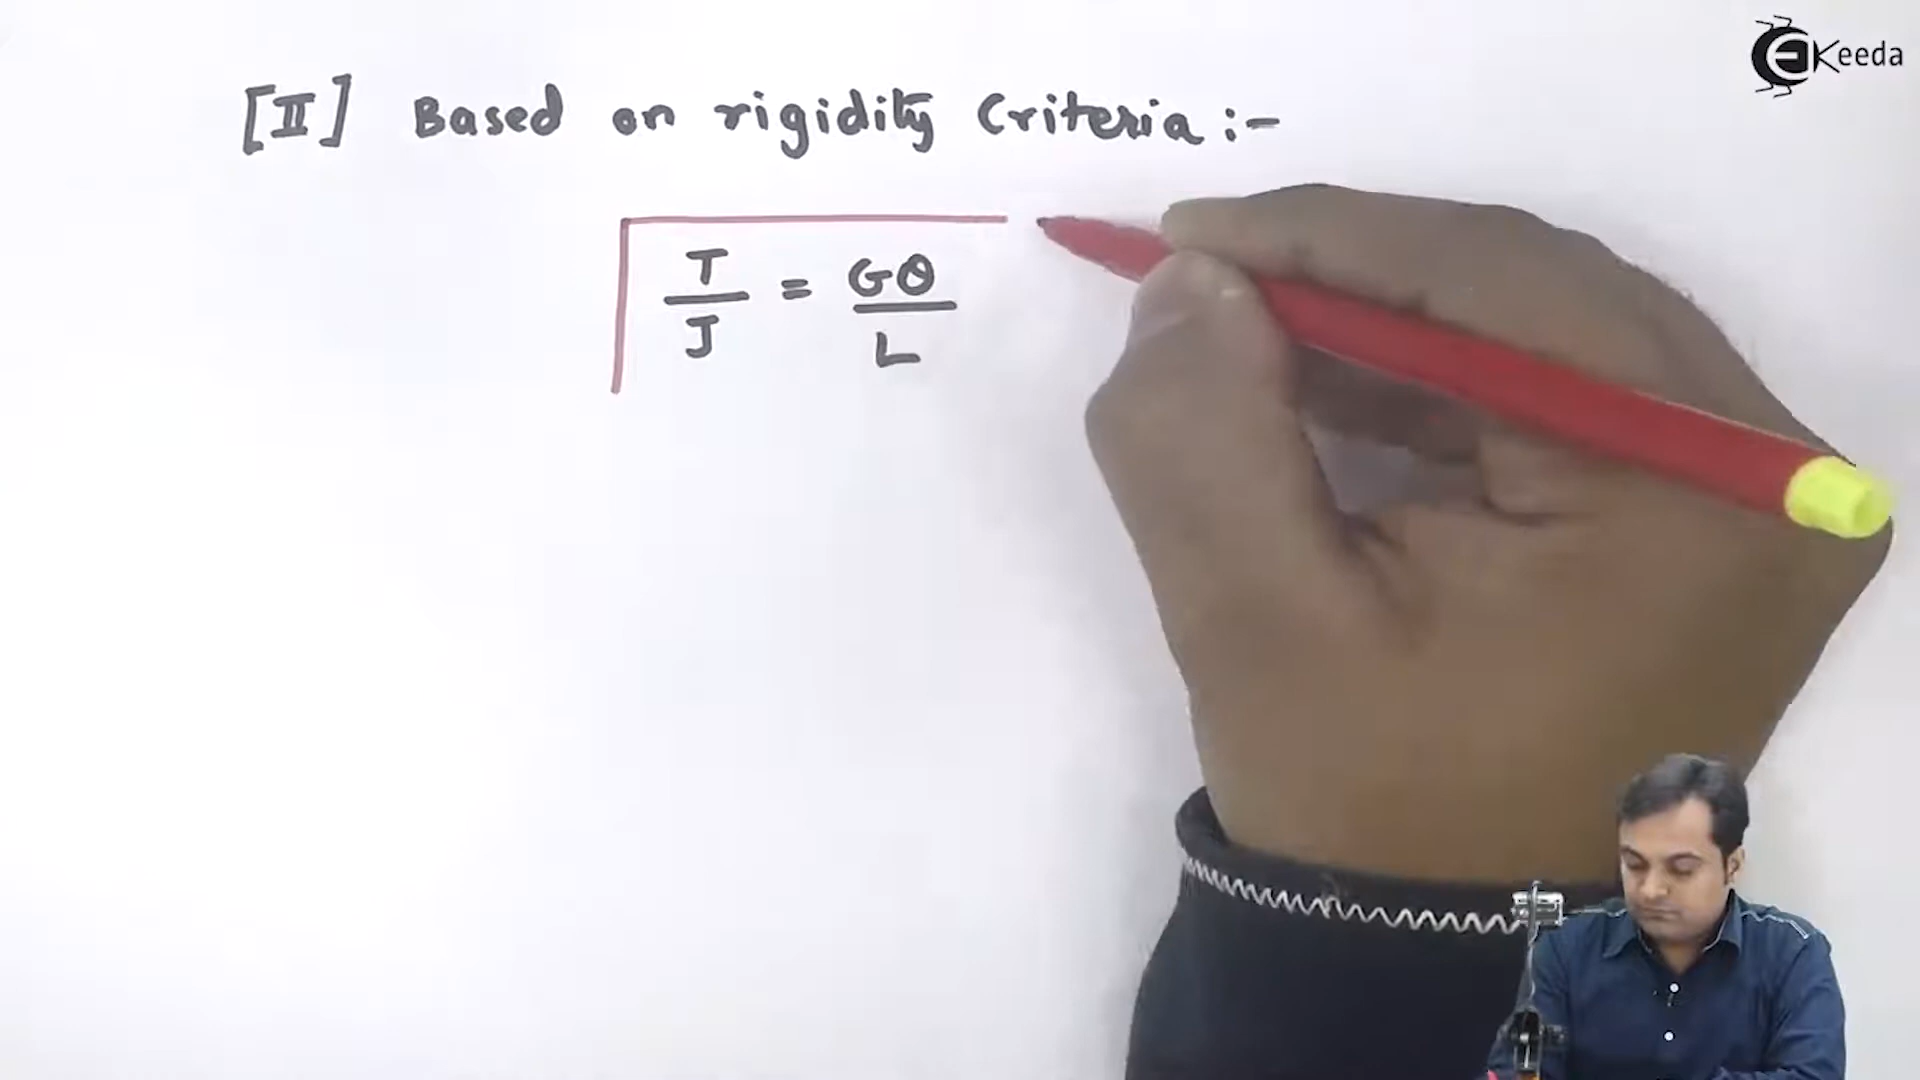 EKeeda
[II] Based on rigidity Criteria :-
T/J = Gθ/L